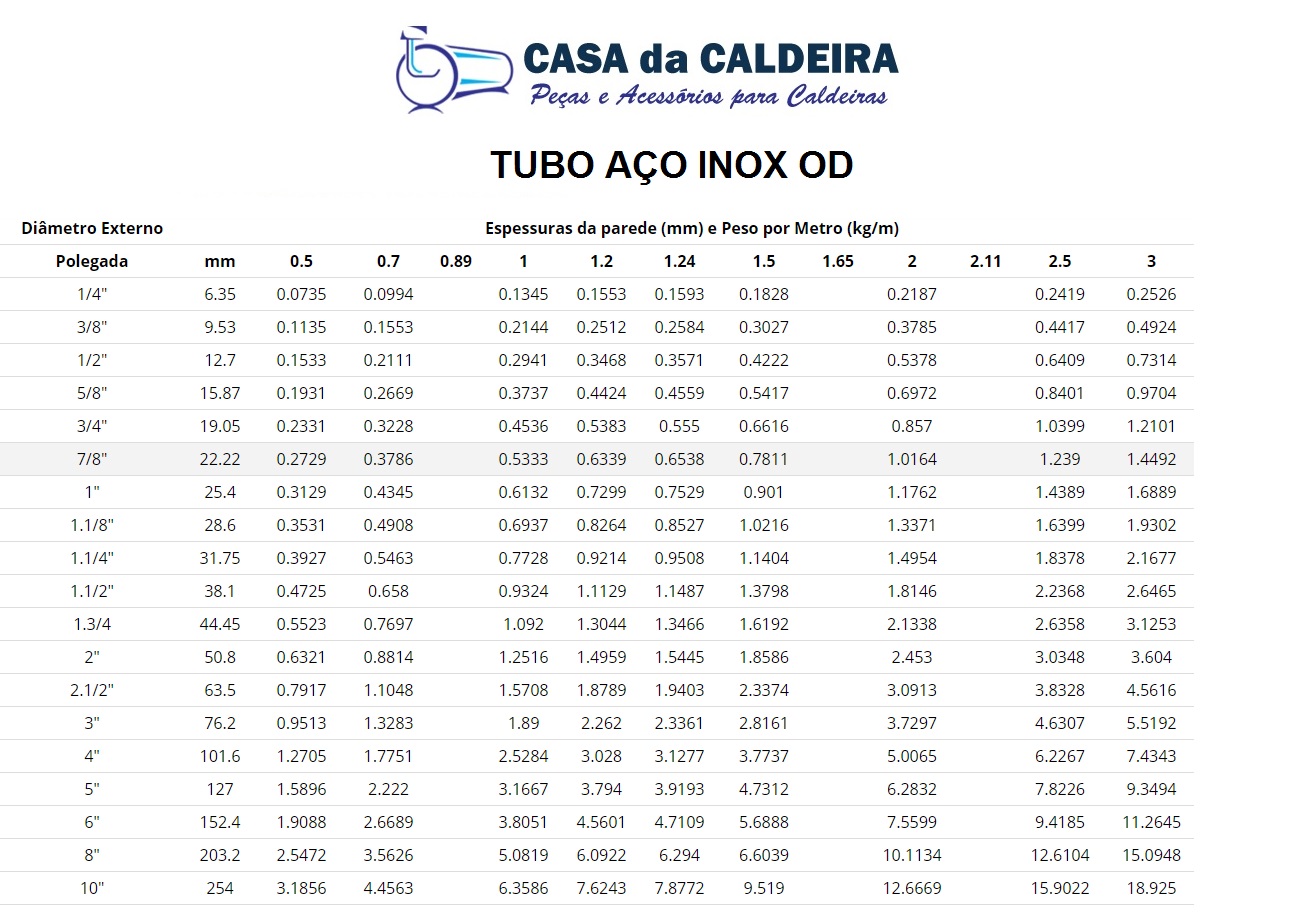 CASA da CALDEIRA
Peças e Acessórios para Caldeiras
TUBO AÇO INOX OD
Diâmetro Externo Espessuras da parede (mm) e Peso por Metro (kg/m)
Polegada mm 0.5 0.7 0.89 1 1.2 1.24 1.5 1.65 2 2.11 2.5 3
1/4" 6.35 0.0735 0.0994 0.1345 0.1553 0.1593 0.1828 0.2187 0.2419 0.2526
3/8" 9.53 0.1135 0.1553 0.2144 0.2512 0.2584 0.3027 0.3785 0.4417 0.4924
1/2" 12.7 0.1533 0.2111 0.2941 0.3468 0.3571 0.4222 0.5378 0.6409 0.7314
5/8" 15.87 0.1931 0.2669 0.3737 0.4424 0.4559 0.5417 0.6972 0.8401 0.9704
3/4" 19.05 0.2331 0.3228 0.4536 0.5383 0.555 0.6616 0.857 1.0399 1.2101
7/8" 22.22 0.2729 0.3786 0.5333 0.6339 0.6538 0.7811 1.0164 1.239 1.4492
1" 25.4 0.3129 0.4345 0.6132 0.7299 0.7529 0.901 1.1762 1.4389 1.6889
1.1/8" 28.6 0.3531 0.4908 0.6937 0.8264 0.8527 1.0216 1.3371 1.6399 1.9302
1.1/4" 31.75 0.3927 0.5463 0.7728 0.9214 0.9508 1.1404 1.4954 1.8378 2.1677
1.1/2" 38.1 0.4725 0.658 0.9324 1.1129 1.1487 1.3798 1.8146 2.2368 2.6465
1.3/4 44.45 0.5523 0.7697 1.092 1.3044 1.3466 1.6192 2.1338 2.6358 3.1253
2" 50.8 0.6321 0.8814 1.2516 1.4959 1.5445 1.8586 2.453 3.0348 3.604
2.1/2" 63.5 0.7917 1.1048 1.5708 1.8789 1.9403 2.3374 3.0913 3.8328 4.5616
3" 76.2 0.9513 1.3283 1.89 2.262 2.3361 2.8161 3.7297 4.6307 5.5192
4" 101.6 1.2705 1.7751 2.5284 3.028 3.1277 3.7737 5.0065 6.2267 7.4343
5" 127 1.5896 2.222 3.1667 3.794 3.9193 4.7312 6.2832 7.8226 9.3494
6" 152.4 1.9088 2.6689 3.8051 4.5601 4.7109 5.6888 7.5599 9.4185 11.2645
8" 203.2 2.5472 3.5626 5.0819 6.0922 6.294 6.6039 10.1134 12.6104 15.0948
10" 254 3.1856 4.4563 6.3586 7.6243 7.8772 9.519 12.6669 15.9022 18.925